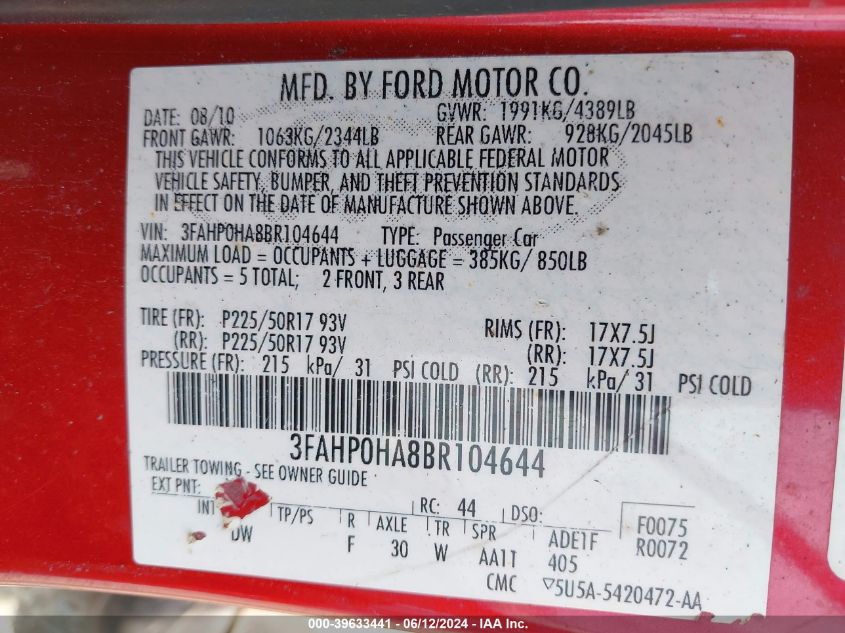 MFD. BY FORD MOTOR CO.
DATE: 08/10 GVWR: 1991KG/4389LB
FRONT GAWR: 1063KG/2344LB REAR GAWR: 928KG/2045LB
THIS VEHICLE CONFORMS TO ALL APPLICABLE FEDERAL MOTOR
VEHICLE SAFETY, BUMPER, AND THEFT PREVENTION STANDARDS
IN EFFECT ON THE DATE OF MANUFACTURE SHOWN ABOVE.
VIN: 3FAHP0HA8BR104644 TYPE: Passenger Car
MAXIMUM LOAD = OCCUPANTS + LUGGAGE = 385KG/ 850LB
OCCUPANTS = 5 TOTAL; 2 FRONT, 3 REAR
TIRE (FR): P225/50R17 93V RIMS (FR): 17X7.5J
(RR): P225/50R17 93V (RR): 17X7.5J
PRESSURE (FR): 215 kPa/ 31 PSI COLD (RR): 215 kPa/ 31 PSI COLD
3FAHP0HA8BR104644
TRAILER TOWING - SEE OWNER GUIDE
EXT PNT: RC: 44 DSO: F0075
INT TP/PS R AXLE TR SPR ADE1F R0072
DW F 30 W AA11 405
CMC ▽5U5A-5420472-AA
000-39633441 - 06/12/2024 - IAA Inc.